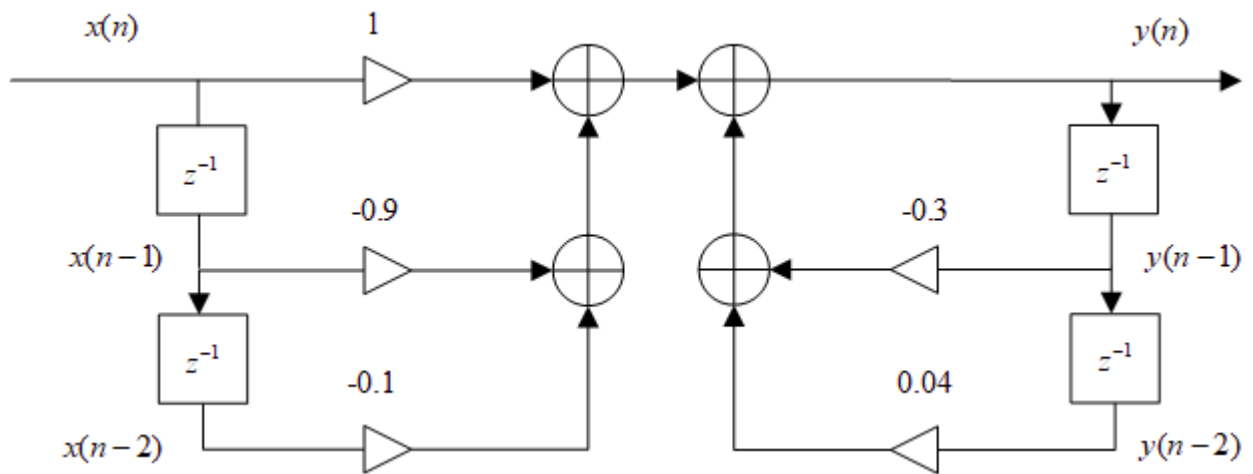 x(n) 1 y(n)
z⁻¹ z⁻¹
-0.9 -0.3
x(n−1) y(n−1)
z⁻¹ z⁻¹
-0.1 0.04
x(n−2) y(n−2)